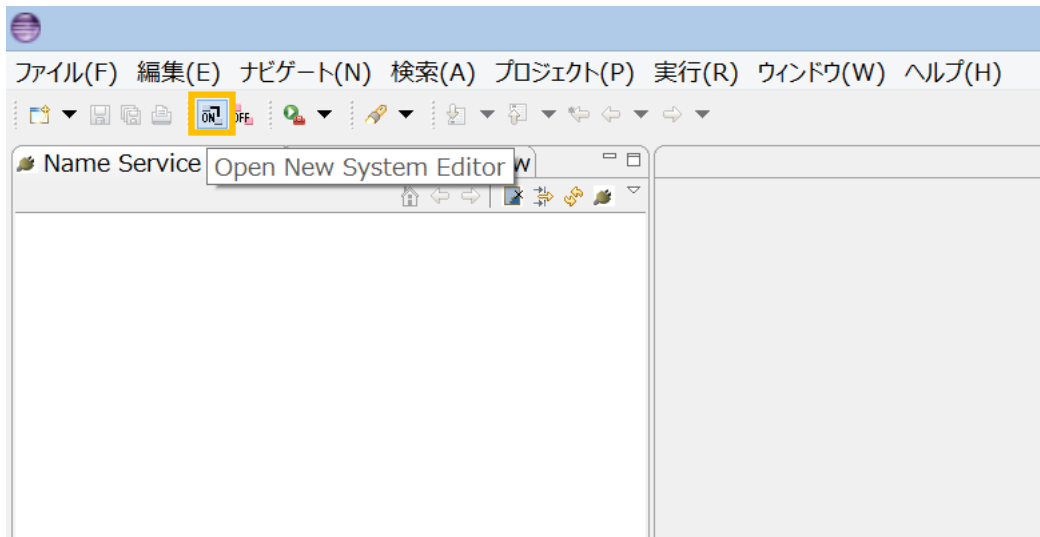 ファイル(F) 編集(E) ナビゲート(N) 検索(A) プロジェクト(P) 実行(R) ウィンドウ(W) ヘルプ(H)
ON OFF
Name Service
Open New System Editor
w